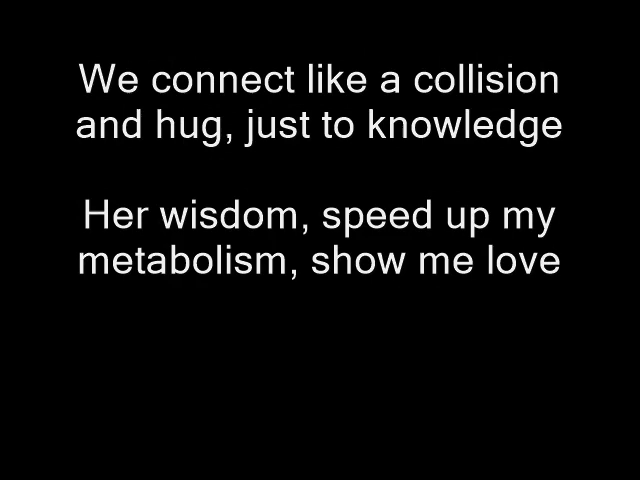 We connect like a collision
and hug, just to knowledge
Her wisdom, speed up my
metabolism, show me love